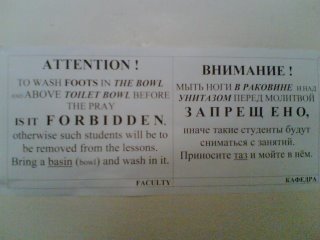 ATTENTION !
TO WASH FOOTS IN THE BOWL
AND ABOVE TOILET BOWL BEFORE
THE PRAY
IS IT FORBIDDEN,
otherwise such students will be to
be removed from the lessons.
Bring a basin (bowl) and wash in it.
FACULTY
ВНИМАНИЕ !
МЫТЬ НОГИ В РАКОВИНЕ И НАД
УНИТАЗОМ ПЕРЕД МОЛИТВОЙ
ЗАПРЕЩЕНО,
иначе такие студенты будут
сниматься с занятий.
Приносите таз и мойте в нём.
КАФЕДРА